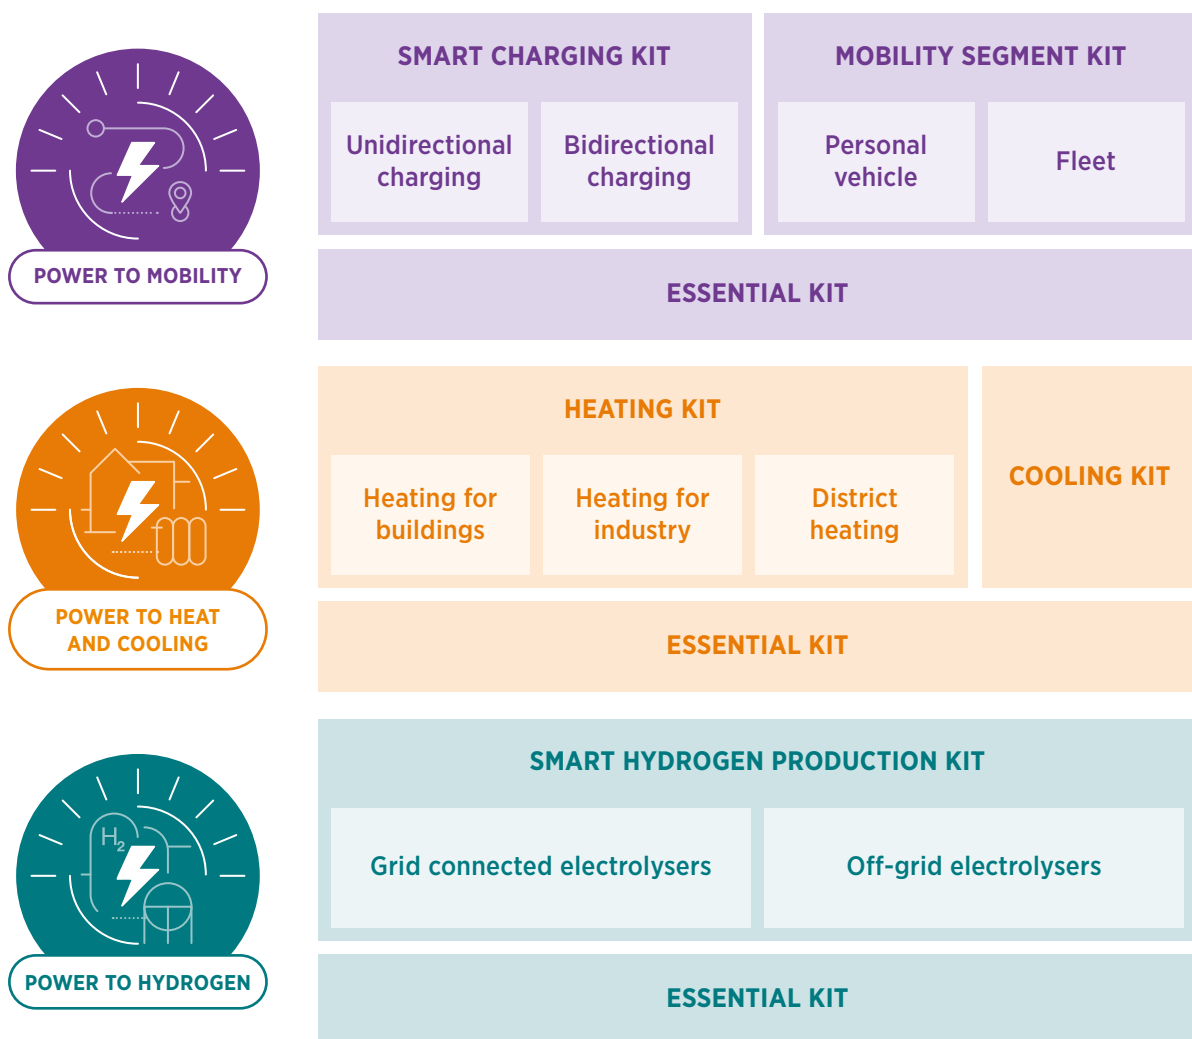 SMART CHARGING KIT
Unidirectional
charging
Bidirectional
charging
MOBILITY SEGMENT KIT
Personal
vehicle
Fleet
POWER TO MOBILITY
ESSENTIAL KIT
HEATING KIT
Heating for
buildings
Heating for
industry
District
heating
COOLING KIT
POWER TO HEAT
AND COOLING
ESSENTIAL KIT
SMART HYDROGEN PRODUCTION KIT
H₂
Grid connected electrolysers
Off-grid electrolysers
POWER TO HYDROGEN
ESSENTIAL KIT